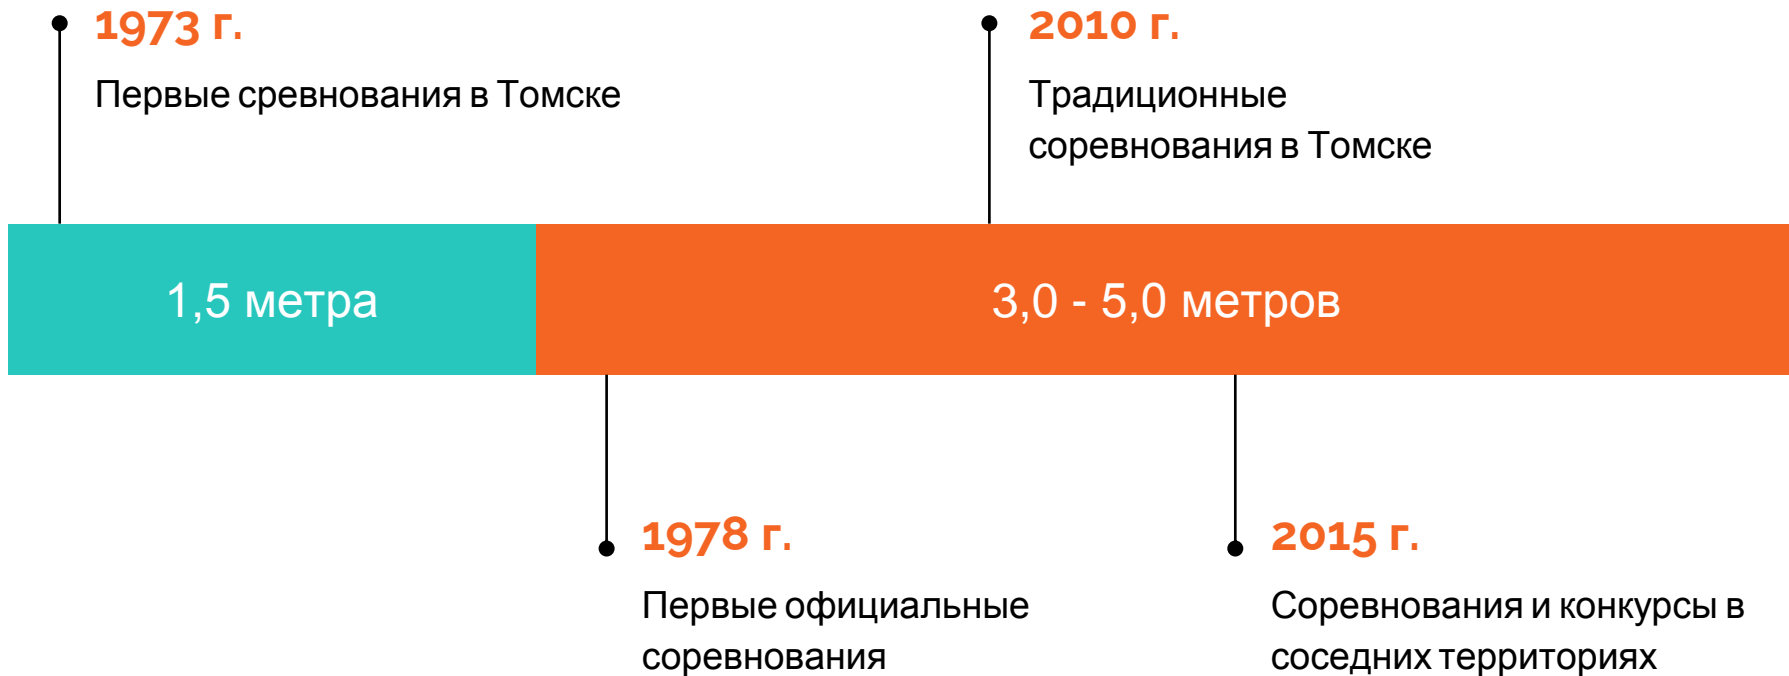 1973 г.
Первые сревнования в Томске
2010 г.
Традиционные
соревнования в Томске
1,5 метра
3,0 - 5,0 метров
1978 г.
Первые официальные
соревнования
2015 г.
Соревнования и конкурсы в
соседних территориях